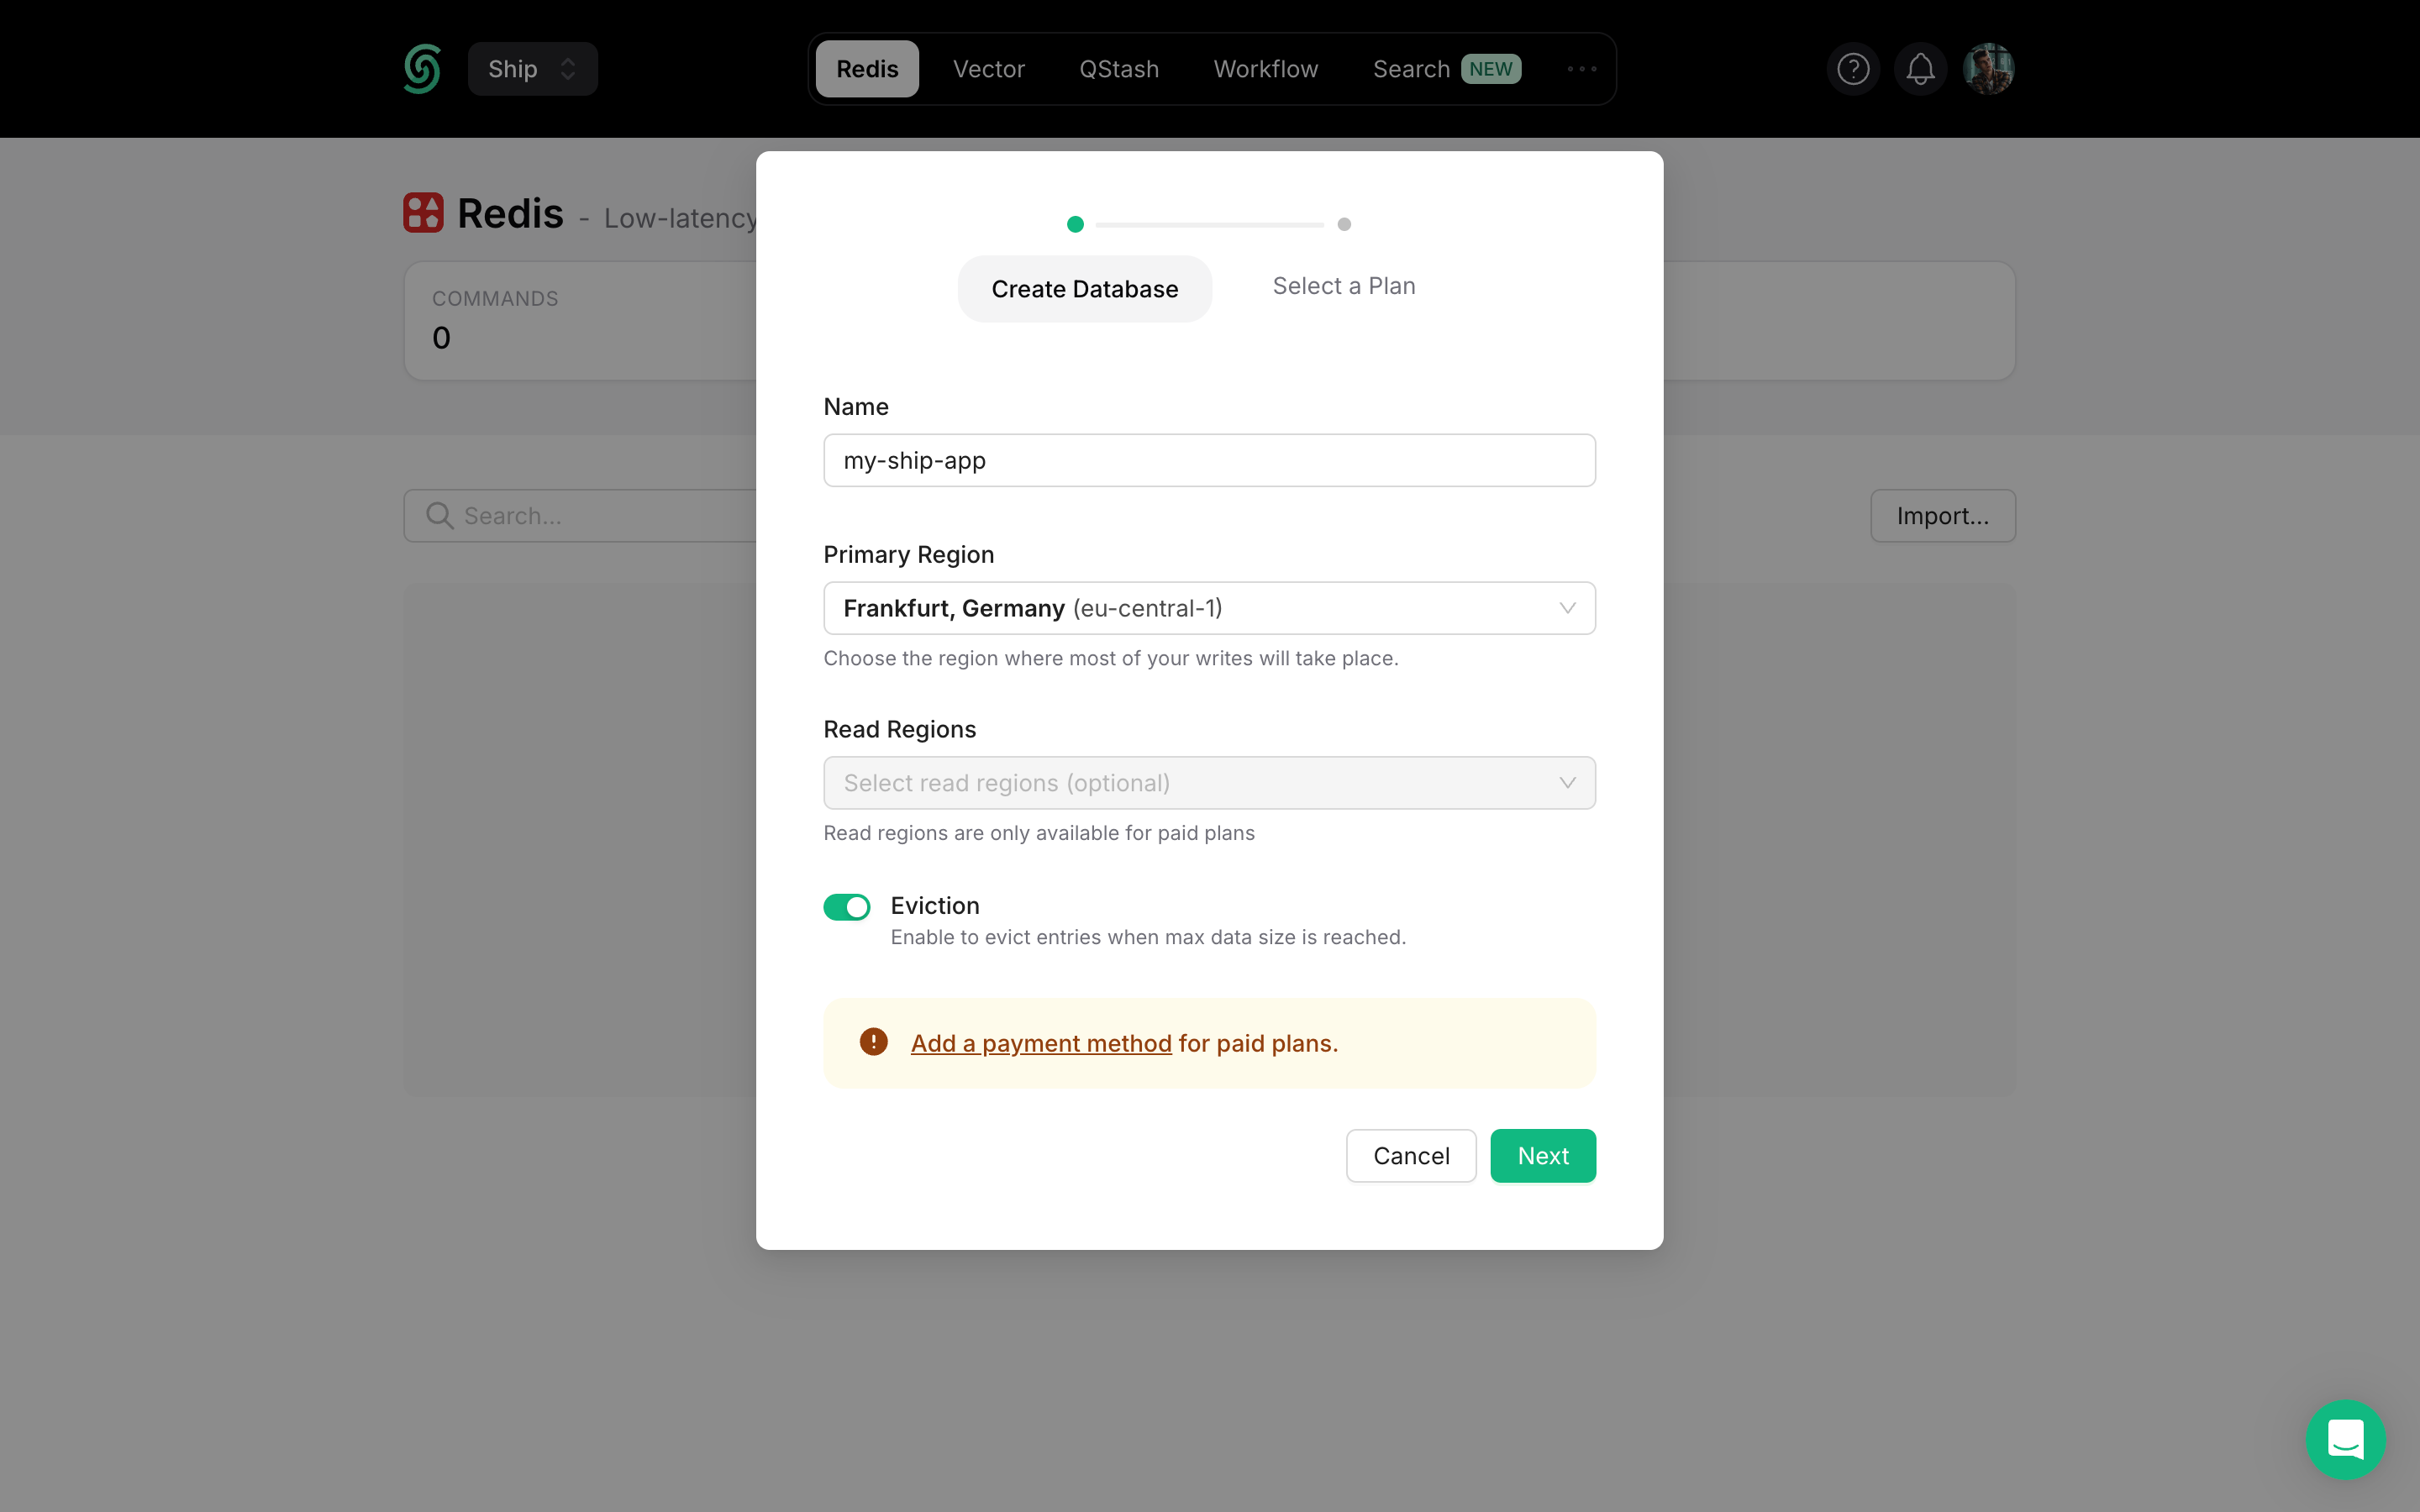 Ship
Redis
Vector
QStash
Workflow
Search NEW
Redis - Low-latency
COMMANDS
0
Search...
Import...
Create Database
Select a Plan
Name
my-ship-app
Primary Region
Frankfurt, Germany (eu-central-1)
Choose the region where most of your writes will take place.
Read Regions
Select read regions (optional)
Read regions are only available for paid plans
Eviction
Enable to evict entries when max data size is reached.
Add a payment method for paid plans.
Cancel
Next